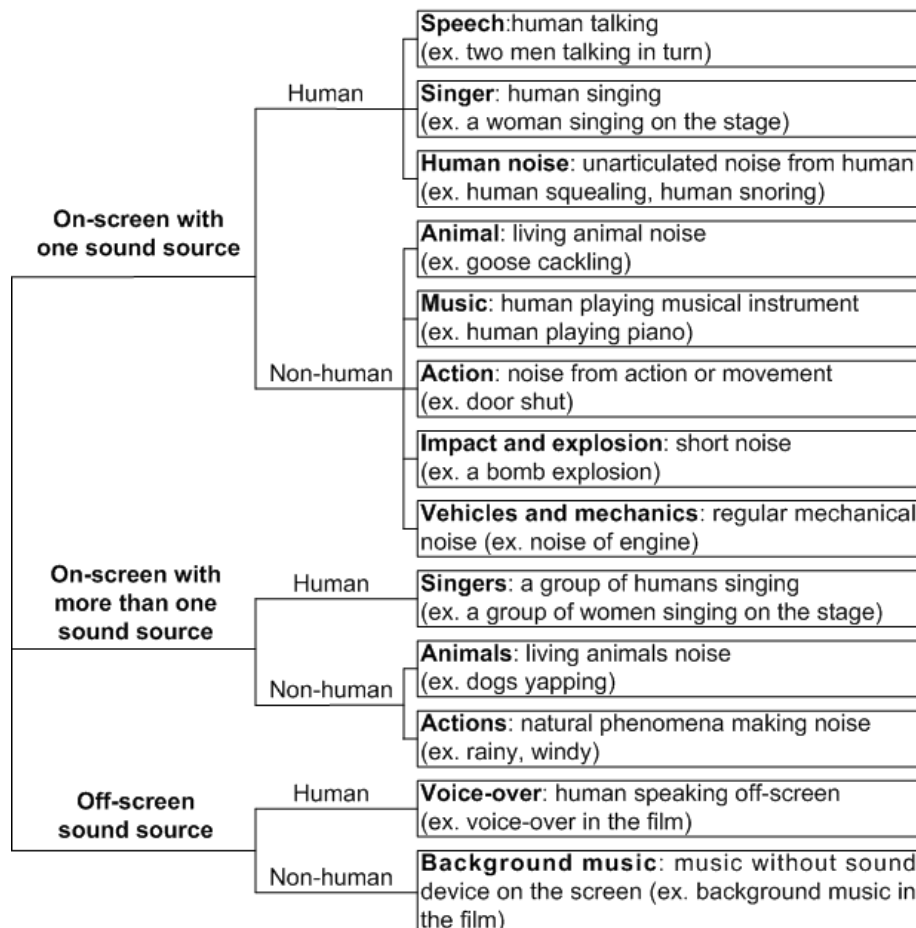 Speech:human talking
(ex. two men talking in turn)
Human
Singer: human singing
(ex. a woman singing on the stage)
Human noise: unarticulated noise from human
(ex. human squealing, human snoring)
On-screen with
one sound source
Animal: living animal noise
(ex. goose cackling)
Music: human playing musical instrument
(ex. human playing piano)
Non-human
Action: noise from action or movement
(ex. door shut)
Impact and explosion: short noise
(ex. a bomb explosion)
Vehicles and mechanics: regular mechanical
noise (ex. noise of engine)
On-screen with
more than one
sound source
Human
Singers: a group of humans singing
(ex. a group of women singing on the stage)
Non-human
Animals: living animals noise
(ex. dogs yapping)
Actions: natural phenomena making noise
(ex. rainy, windy)
Off-screen
sound source
Human
Voice-over: human speaking off-screen
(ex. voice-over in the film)
Non-human
Background music: music without sound
device on the screen (ex. background music in
the film)